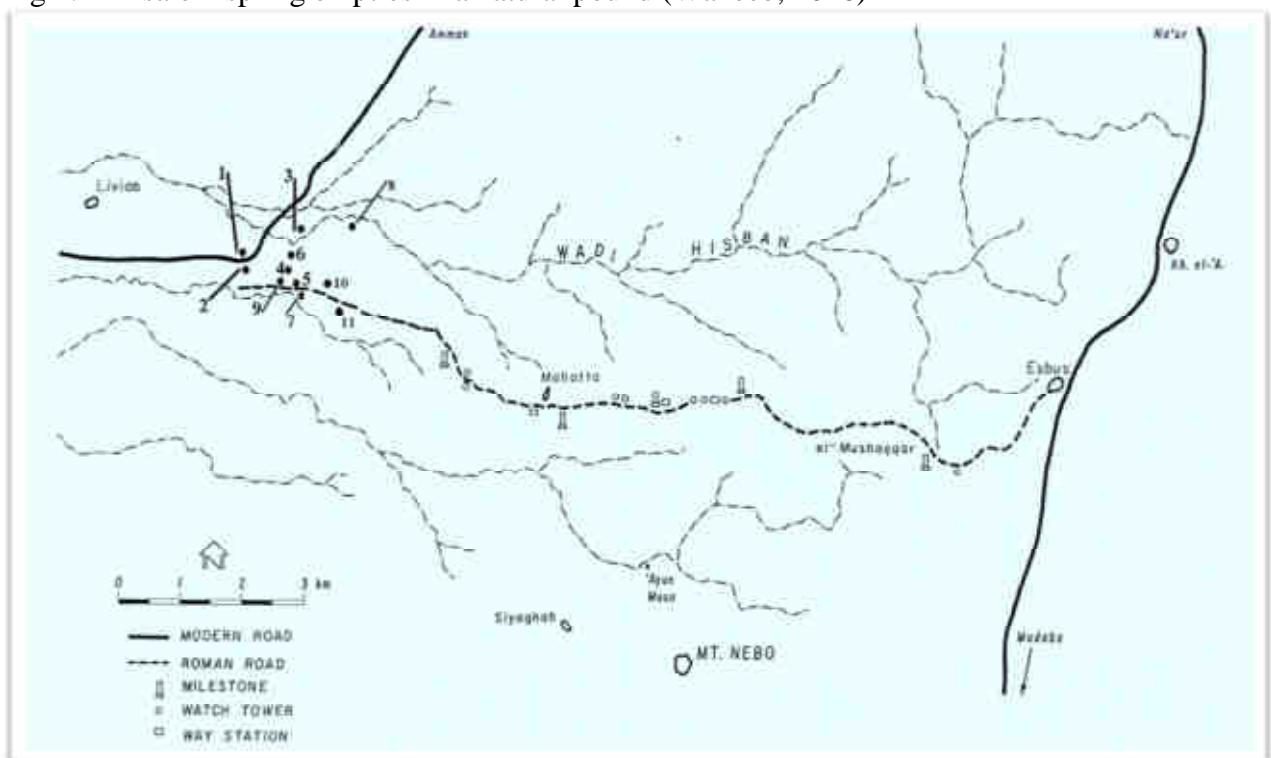 Amman
Na'ur
Livias
1
3
8
WADI HISBAN
6
4
5
10
2
9
7
11
Kh. el-'A.
Mahatta
Esbus
el-Mushaqqar
'Ayun
Musa
Siyaghah
MT. NEBO
Madaba
0 1 2 3 km
MODERN ROAD
ROMAN ROAD
MILESTONE
WATCH TOWER
WAY STATION